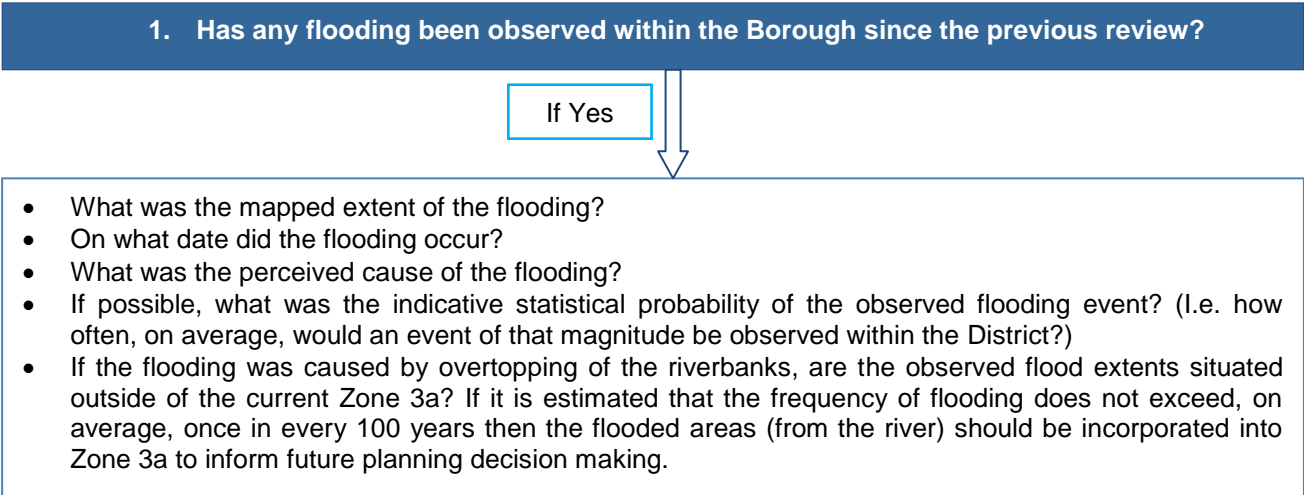 1. Has any flooding been observed within the Borough since the previous review?
If Yes
• What was the mapped extent of the flooding?
• On what date did the flooding occur?
• What was the perceived cause of the flooding?
• If possible, what was the indicative statistical probability of the observed flooding event? (I.e. how
often, on average, would an event of that magnitude be observed within the District?)
• If the flooding was caused by overtopping of the riverbanks, are the observed flood extents situated
outside of the current Zone 3a? If it is estimated that the frequency of flooding does not exceed, on
average, once in every 100 years then the flooded areas (from the river) should be incorporated into
Zone 3a to inform future planning decision making.